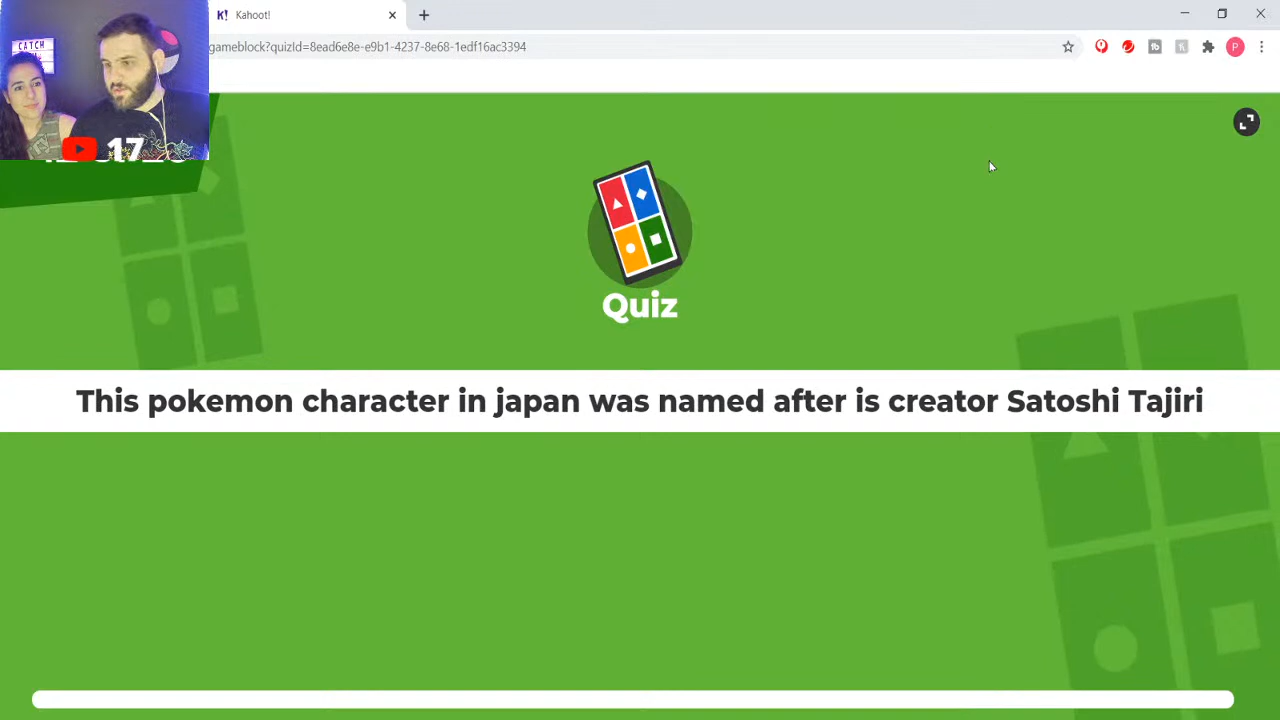 CATCH
Kahoot!
gameblock?quizId=8ead6e8e-e9b1-4237-8e68-1edf16ac3394
17
Quiz
This pokemon character in japan was named after is creator Satoshi Tajiri